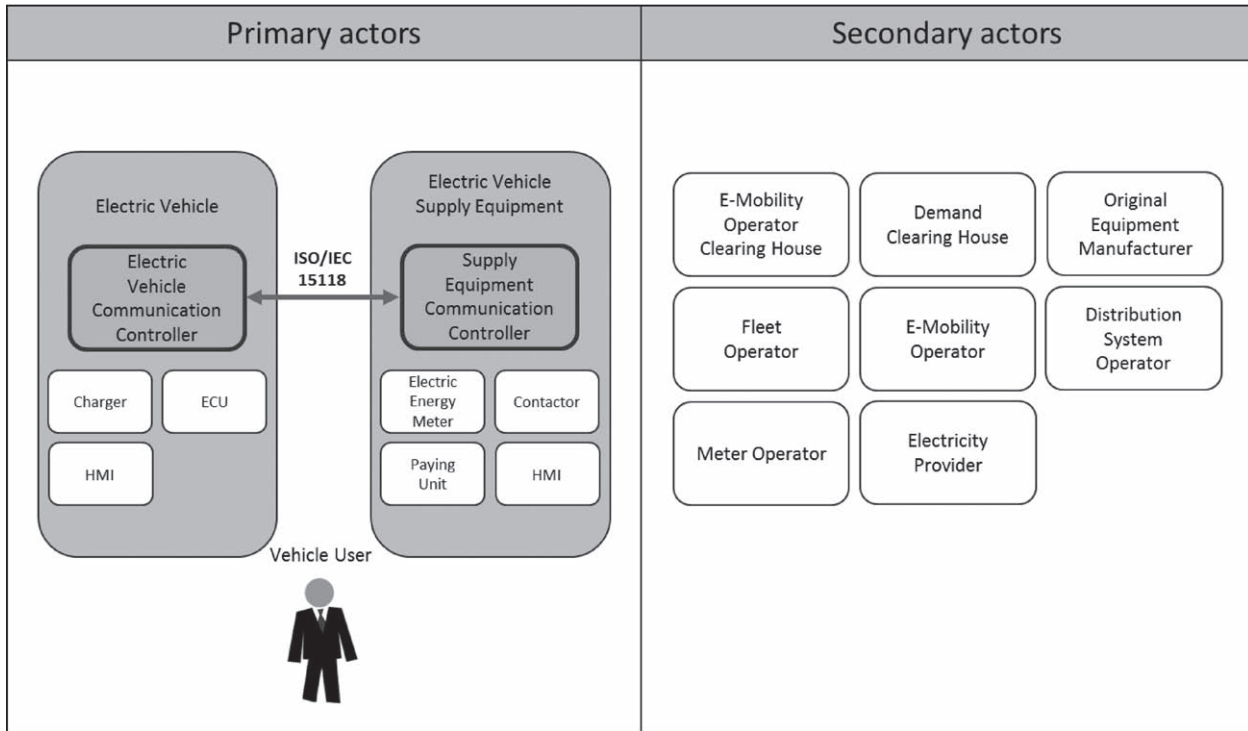 Primary actors
Secondary actors
Electric Vehicle
Electric
Vehicle
Communication
Controller
Charger
ECU
HMI
ISO/IEC
15118
Electric Vehicle
Supply Equipment
Supply
Equipment
Communication
Controller
Electric
Energy
Meter
Contactor
Paying
Unit
HMI
Vehicle User
E-Mobility
Operator
Clearing House
Demand
Clearing House
Original
Equipment
Manufacturer
Fleet
Operator
E-Mobility
Operator
Distribution
System
Operator
Meter Operator
Electricity
Provider